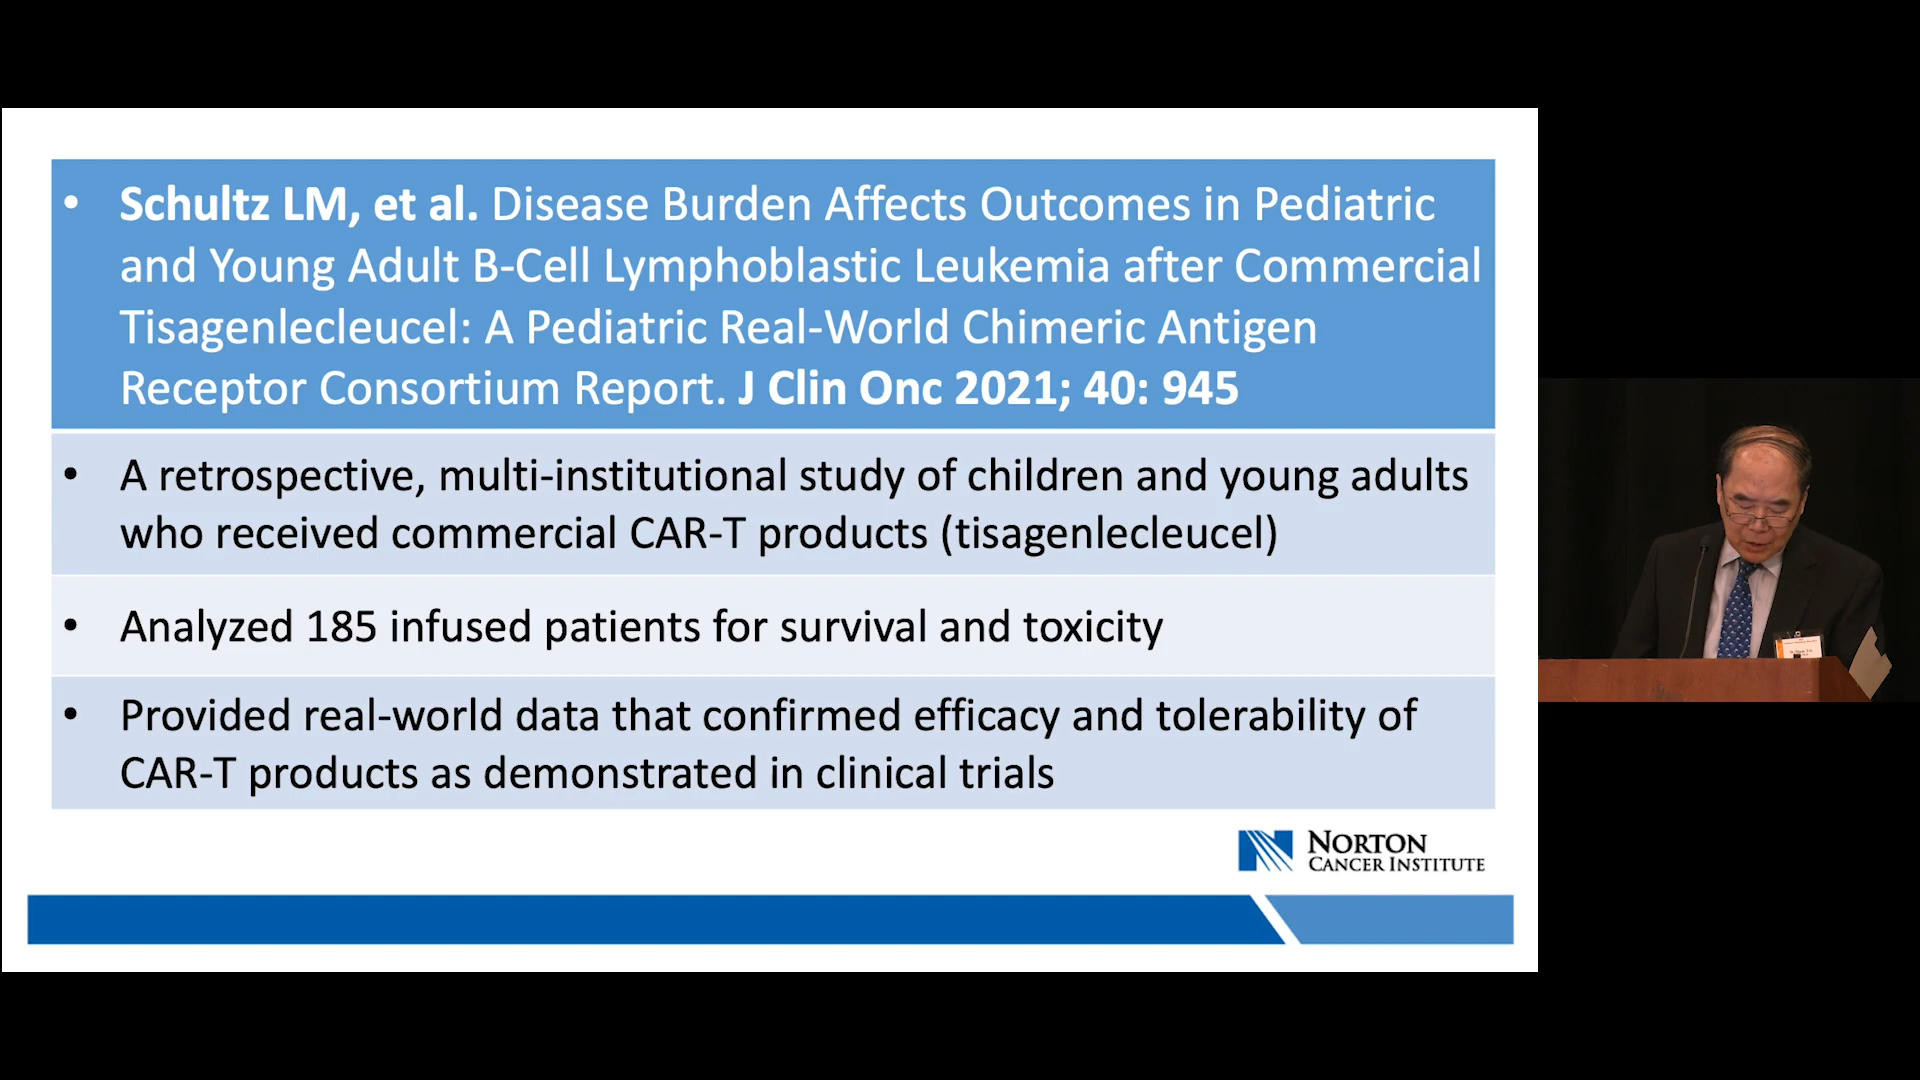 • Schultz LM, et al. Disease Burden Affects Outcomes in Pediatric
and Young Adult B-Cell Lymphoblastic Leukemia after Commercial
Tisagenlecleucel: A Pediatric Real-World Chimeric Antigen
Receptor Consortium Report. J Clin Onc 2021; 40: 945
• A retrospective, multi-institutional study of children and young adults
who received commercial CAR-T products (tisagenlecleucel)
• Analyzed 185 infused patients for survival and toxicity
• Provided real-world data that confirmed efficacy and tolerability of
CAR-T products as demonstrated in clinical trials
NORTON
CANCER INSTITUTE